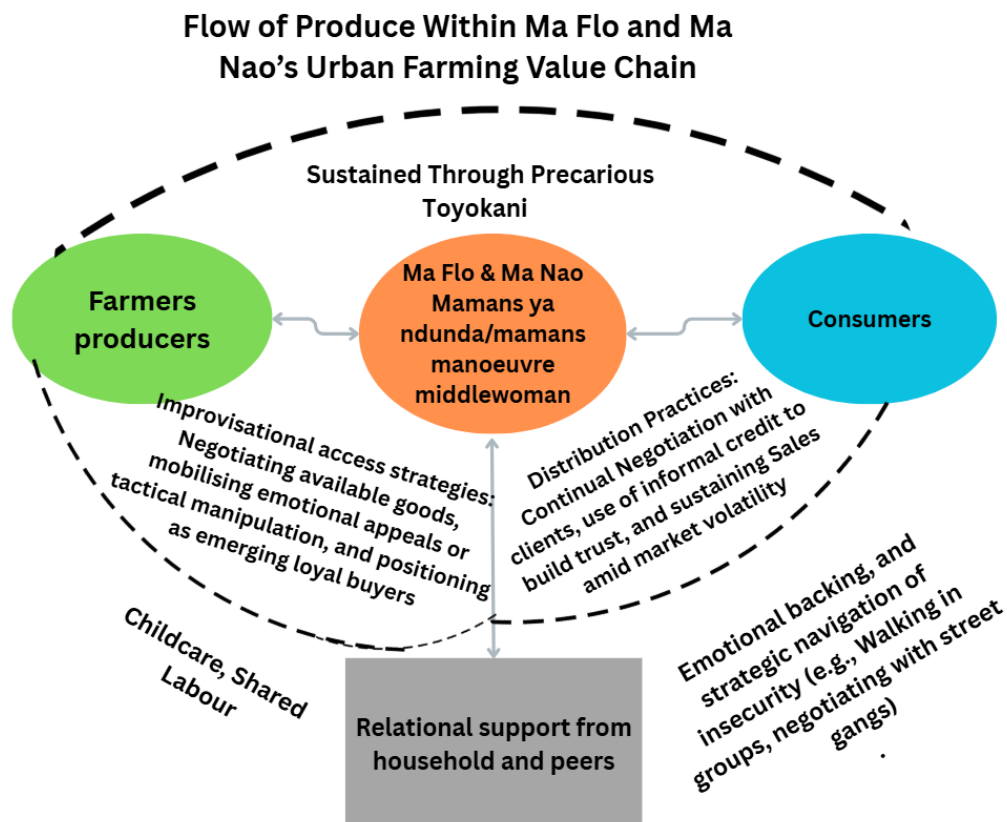 Flow of Produce Within Ma Flo and Ma
Nao's Urban Farming Value Chain
Sustained Through Precarious
Toyokani
Farmers
producers
Ma Flo & Ma Nao
Mamans ya
ndunda/mamans
manoeuvre
middlewoman
Consumers
Improvisational access strategies:
Negotiating available goods,
mobilising emotional appeals or
tactical manipulation, and positioning
as emerging loyal buyers
Distribution Practices:
Continual Negotiation with
clients, use of informal credit to
build trust, and sustaining Sales
amid market volatility
Childcare, Shared
Labour
Relational support from
household and peers
Emotional backing, and
strategic navigation of
insecurity (e.g., Walking in
groups, negotiating with street
gangs)
.